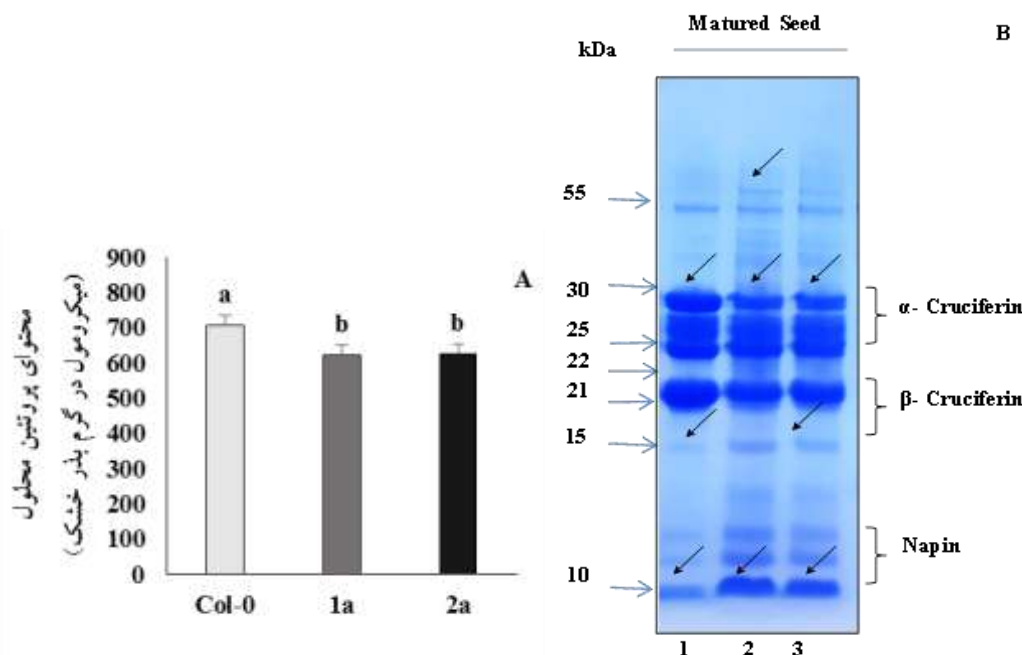 محتوای پروتئین محلول
(میکرومول در گرم بذر خشک)
900
800
700
600
500
400
300
200
100
0
a
b
b
A
Col-0 1a 2a
Matured Seed
B
kDa
55
30
25
22
21
15
10
α- Cruciferin
β- Cruciferin
Napin
1 2 3